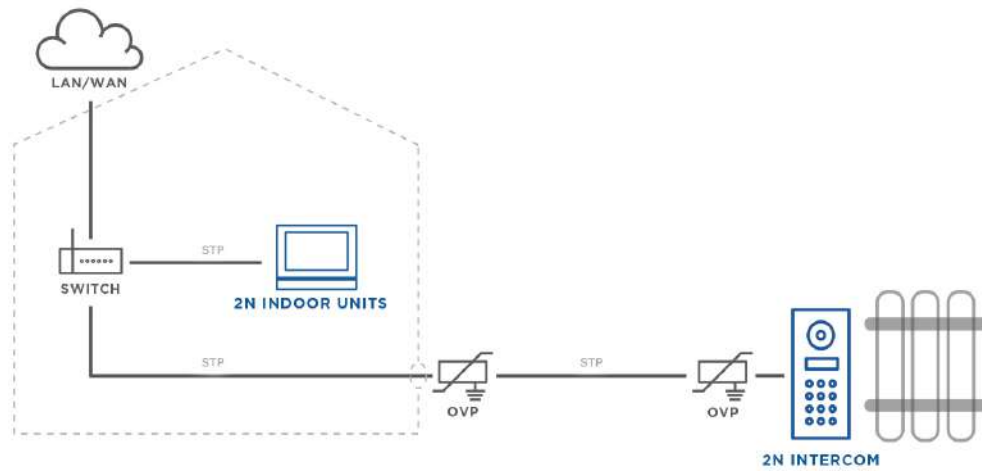 LAN/WAN
STP
SWITCH
2N INDOOR UNITS
STP
STP
OVP
OVP
2N INTERCOM